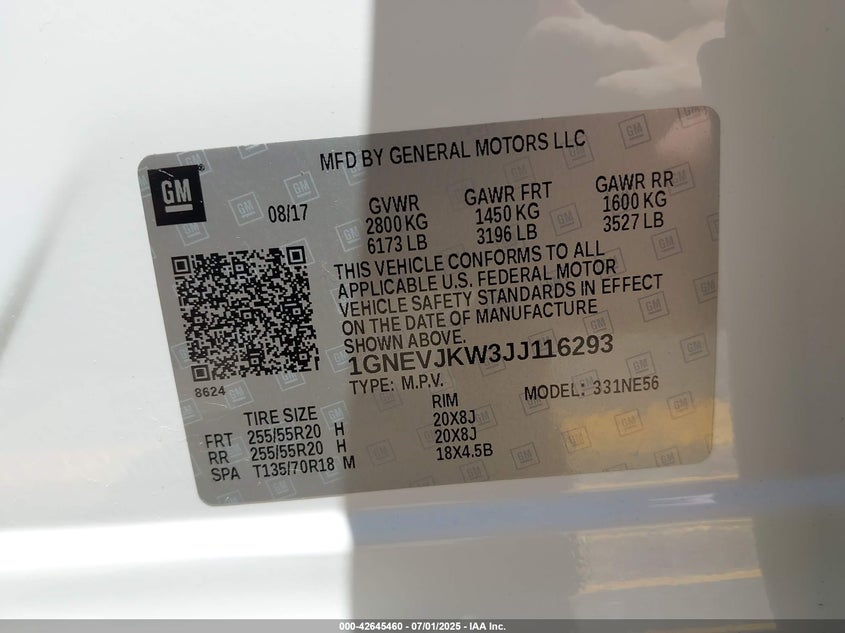 MFD BY GENERAL MOTORS LLC
GM
®
08/17
GVWR
2800 KG
6173 LB
GAWR FRT
1450 KG
3196 LB
GAWR RR
1600 KG
3527 LB
THIS VEHICLE CONFORMS TO ALL
APPLICABLE U.S. FEDERAL MOTOR
VEHICLE SAFETY STANDARDS IN EFFECT
ON THE DATE OF MANUFACTURE
SHOWN ABOVE.
1GNEVJKW3JJ116293
8624
TYPE: M.P.V.
MODEL: 331NE56
TIRE SIZE RIM
FRT 255/55R20 H 20X8J
RR 255/55R20 H 20X8J
SPA T135/70R18 M 18X4.5B
000-42645460 - 07/01/2025 - IAA Inc.